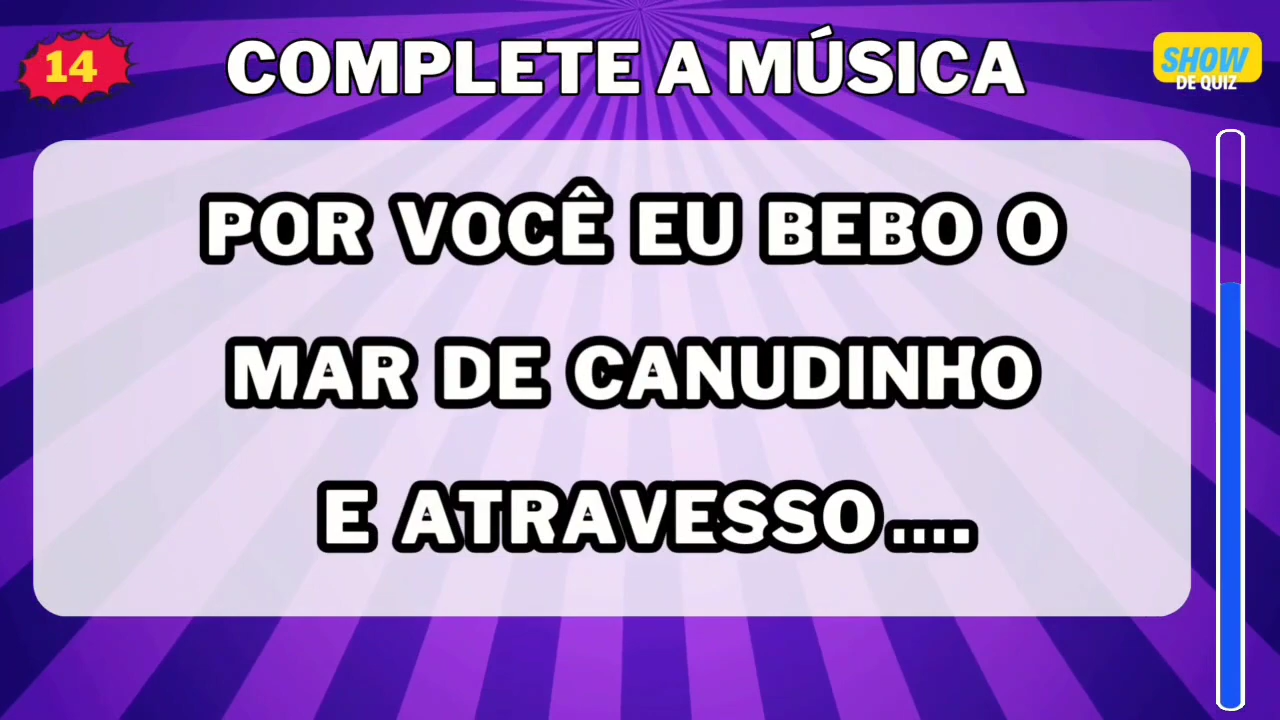 14
COMPLETE A MÚSICA
SHOW
DE QUIZ
POR VOCÊ EU BEBO O
MAR DE CANUDINHO
E ATRAVESSO....